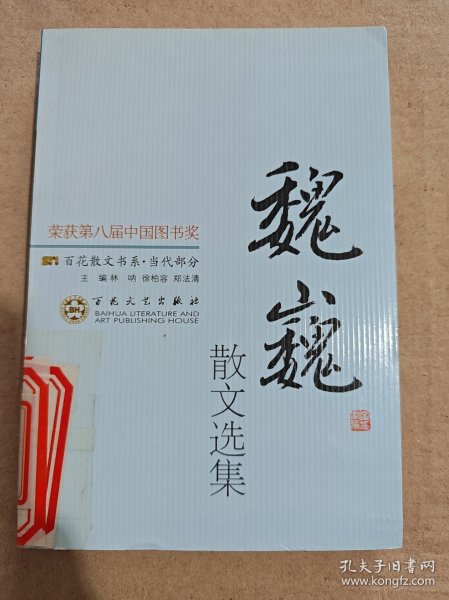 魏巍
散文选集
荣获第八届中国图书奖
百花散文书系·当代部分
主 编 林 呐 徐柏容 郑法清
百花文艺出版社
BAIHUA LITERATURE AND
ART PUBLISHING HOUSE
BH
孔夫子旧书网
www.kongfz.com